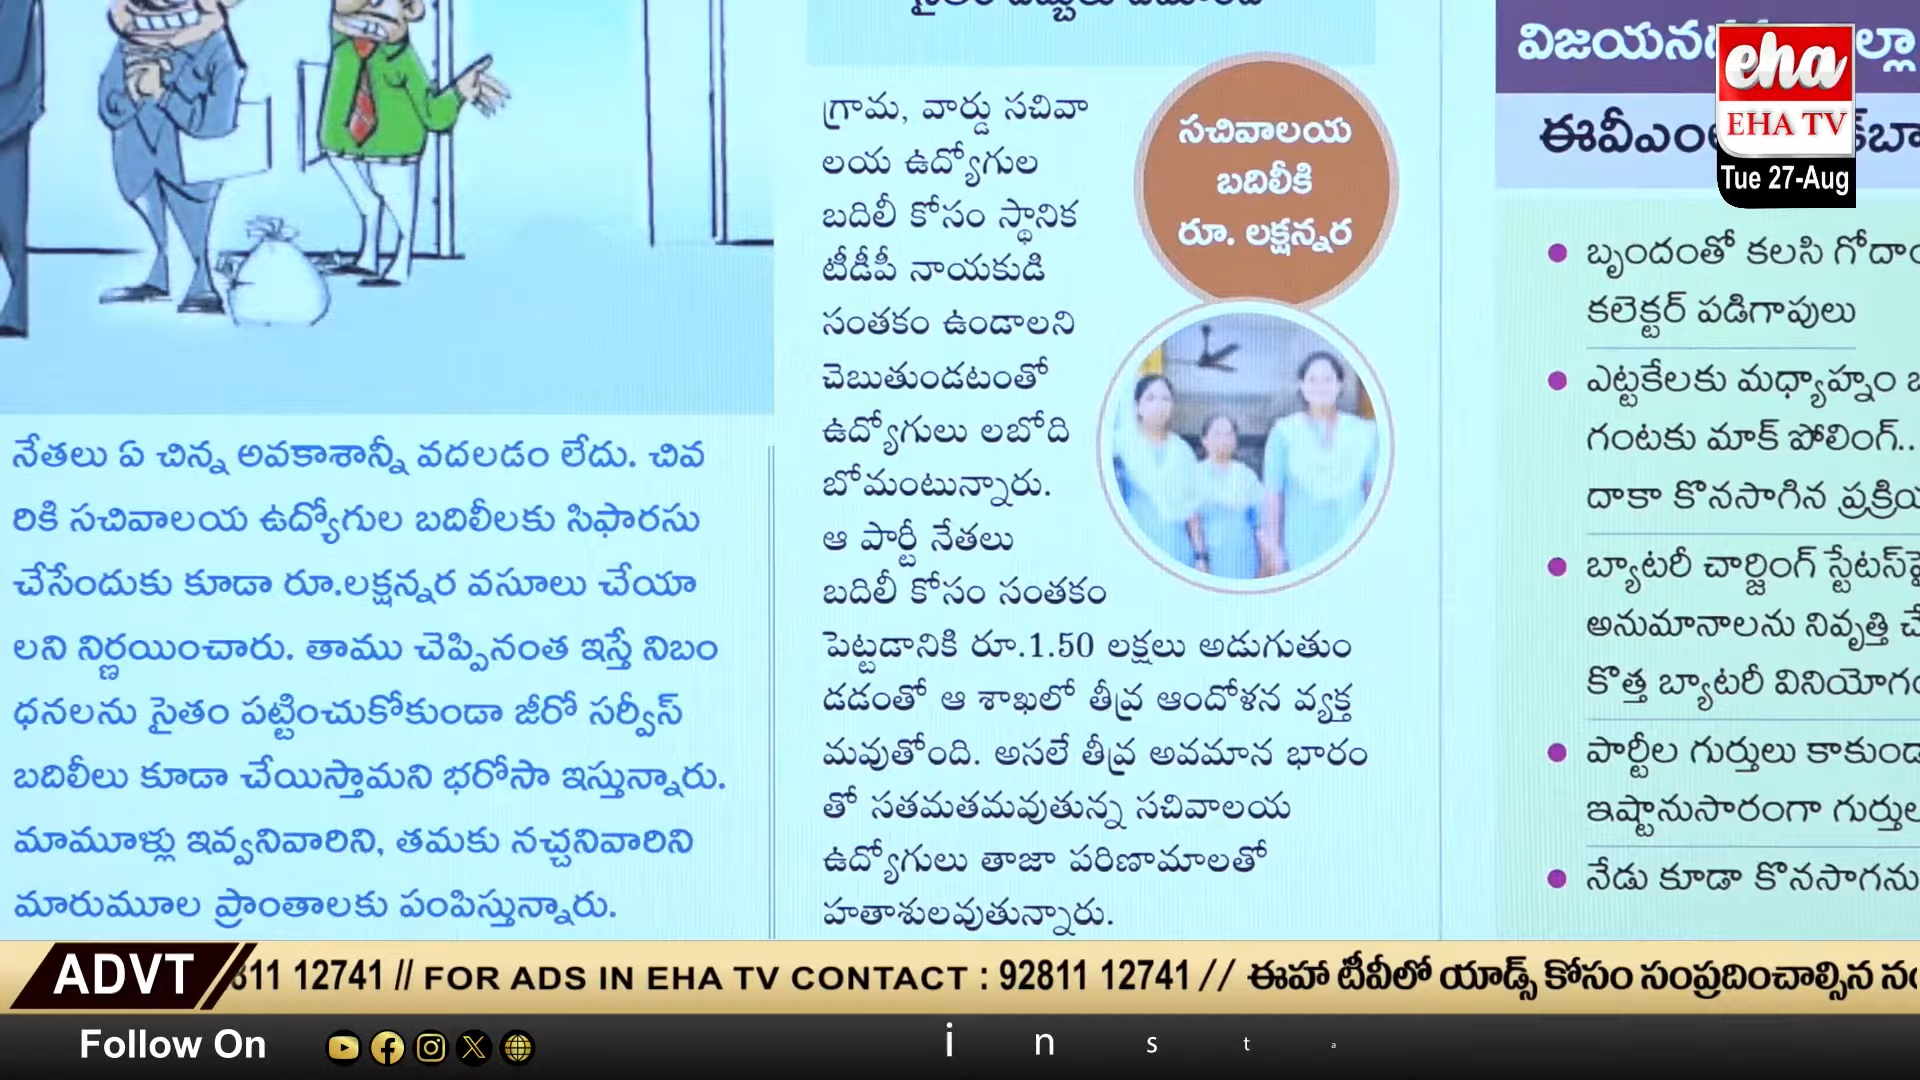 నేతలు ఏ చిన్న అవకాశాన్నీ వదలడం లేదు. చివ
రికి సచివాలయ ఉద్యోగుల బదిలీలకు సిఫారసు
చేసేందుకు కూడా రూ.లక్షన్నర వసూలు చేయా
లని నిర్ణయించారు. తాము చెప్పినంత ఇస్తే నిబం
ధనలను సైతం పట్టించుకోకుండా జీరో సర్వీస్
బదిలీలు కూడా చేయిస్తామని భరోసా ఇస్తున్నారు.
మామూళ్లు ఇవ్వనివారిని, తమకు నచ్చనివారిని
మారుమూల ప్రాంతాలకు పంపిస్తున్నారు.
గ్రామ, వార్డు సచివా
లయ ఉద్యోగుల
బదిలీ కోసం స్థానిక
టీడీపీ నాయకుడి
సంతకం ఉండాలని
చెబుతుండటంతో
ఉద్యోగులు లబోది
బోమంటున్నారు.
ఆ పార్టీ నేతలు
బదిలీ కోసం సంతకం
పెట్టడానికి రూ.1.50 లక్షలు అడుగుతుం
డడంతో ఆ శాఖలో తీవ్ర ఆందోళన వ్యక్త
మవుతోంది. అసలే తీవ్ర అవమాన భారం
తో సతమతమవుతున్న సచివాలయ
ఉద్యోగులు తాజా పరిణామాలతో
హతాశులవుతున్నారు.
సచివాలయ
బదిలీకి
రూ. లక్షన్నర
eha
EHA TV
Tue 27-Aug
బృందంతో కలసి
కలెక్టర్ పడిగాపులు
ఎట్టకేలకు మధ్యాహ్నం
గంటకు మాక్ పోలింగ్..
దాకా కొనసాగిన
బ్యాటరీ చార్జింగ్
అనుమానాలను నివృత్తి
కొత్త బ్యాటరీ
పార్టీల గుర్తులు
ఇష్టానుసారంగా
నేడు కూడా
ADVT 811 12741 // FOR ADS IN EHA TV CONTACT : 92811 12741 // ఈహా టీవీలో యాడ్స్ కోసం సంప్రదించాల్సిన
Follow On
insta